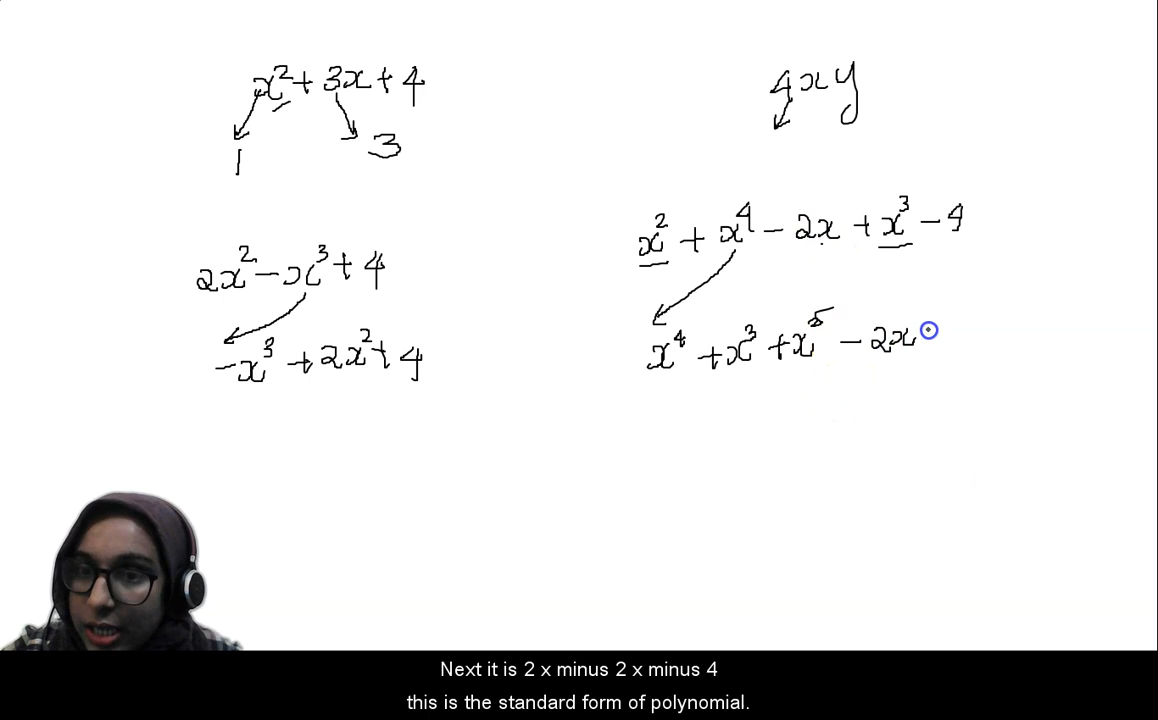 x² + 3x + 4
1
3
4xy
2x² - x³ + 4
-x³ + 2x² + 4
x² + x⁴ - 2x + x³ - 4
x⁴ + x³ + x⁵ - 2x
Next it is 2 x minus 2 x minus 4
this is the standard form of polynomial.